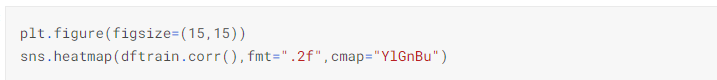 plt.figure(figsize=(15,15))
sns.heatmap(dftrain.corr(),fmt=".2f",cmap="YlGnBu")